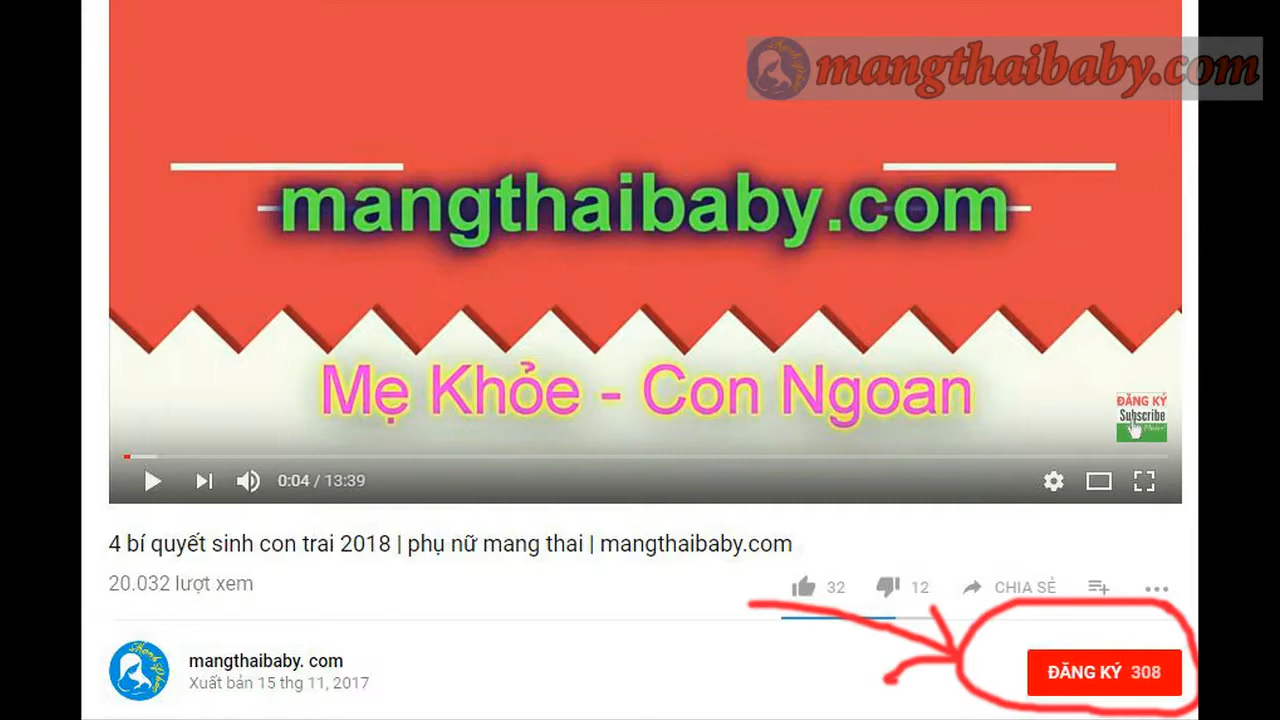 mangthaibaby.com
mangthaibaby.com
Mẹ Khỏe - Con Ngoan
ĐĂNG KÝ
Subscribe
0:04 / 13:39
4 bí quyết sinh con trai 2018 | phụ nữ mang thai | mangthaibaby.com
20.032 lượt xem
32 12 CHIA SẺ
mangthaibaby. com
Xuất bản 15 thg 11, 2017
ĐĂNG KÝ 308